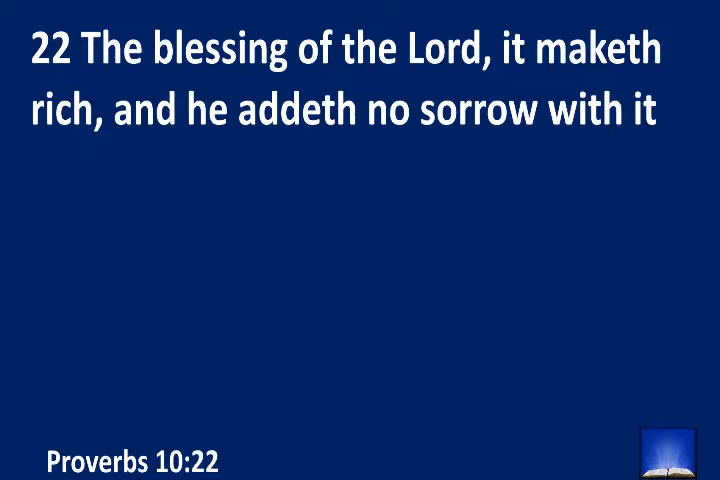 22 The blessing of the Lord, it maketh
rich, and he addeth no sorrow with it
Proverbs 10:22